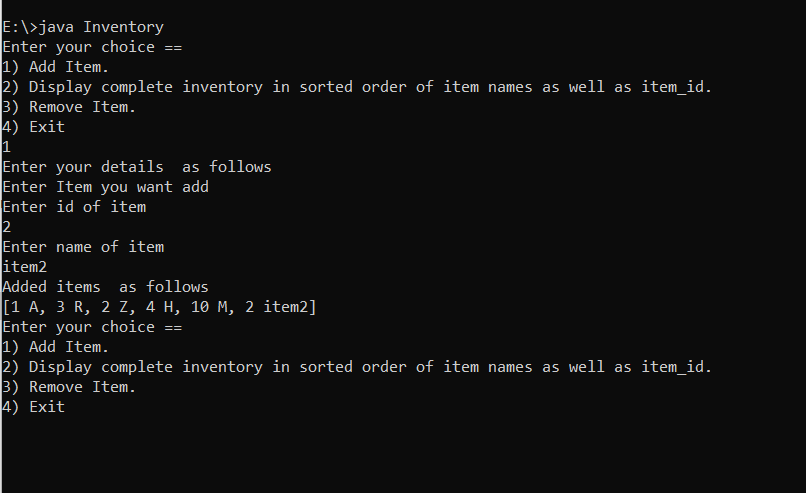 E:\>java Inventory
Enter your choice ==
1) Add Item.
2) Display complete inventory in sorted order of item names as well as item_id.
3) Remove Item.
4) Exit
1
Enter your details  as follows
Enter Item you want add
Enter id of item
2
Enter name of item
item2
Added items  as follows
[1 A, 3 R, 2 Z, 4 H, 10 M, 2 item2]
Enter your choice ==
1) Add Item.
2) Display complete inventory in sorted order of item names as well as item_id.
3) Remove Item.
4) Exit